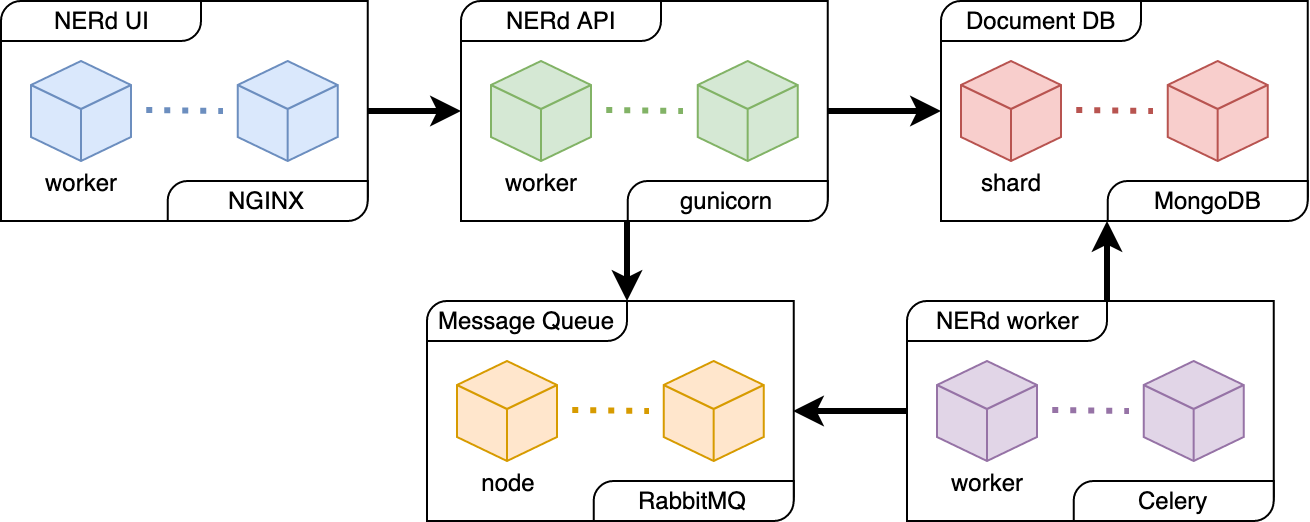 NERd UI
worker
NGINX
NERd API
worker
gunicorn
Document DB
shard
MongoDB
Message Queue
node
RabbitMQ
NERd worker
worker
Celery